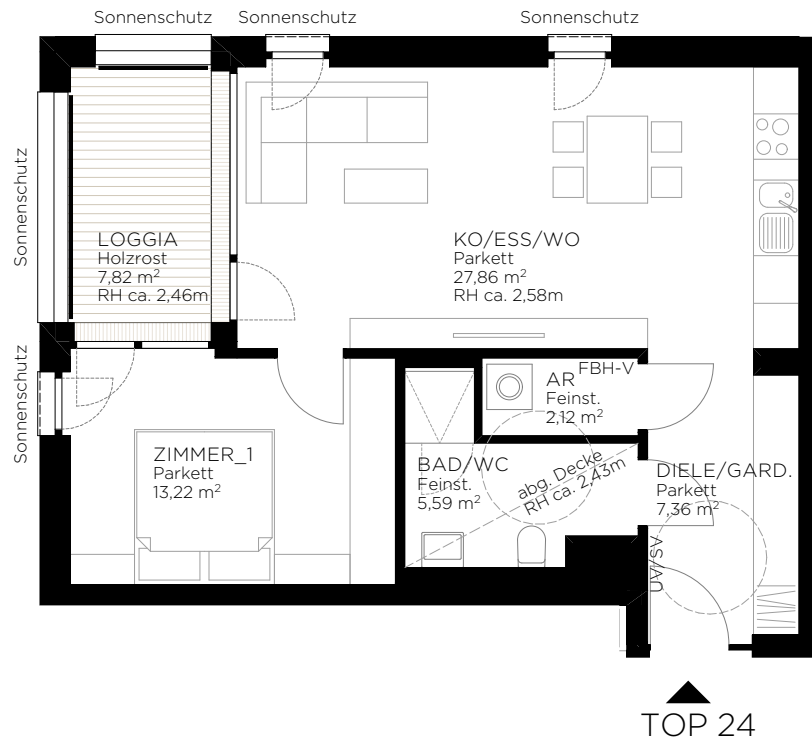 Sonnenschutz
Sonnenschutz
Sonnenschutz
Sonnenschutz
LOGGIA
Holzrost
7,82 m²
RH ca. 2,46m
KO/ESS/WO
Parkett
27,86 m²
RH ca. 2,58m
Sonnenschutz
FBH-V
AR
Feinst.
2,12 m²
ZIMMER_1
Parkett
13,22 m²
BAD/WC
Feinst.
5,59 m²
abg. Decke
RH ca. 2,43m
DIELE/GARD.
Parkett
7,36 m²
UV/SV
TOP 24